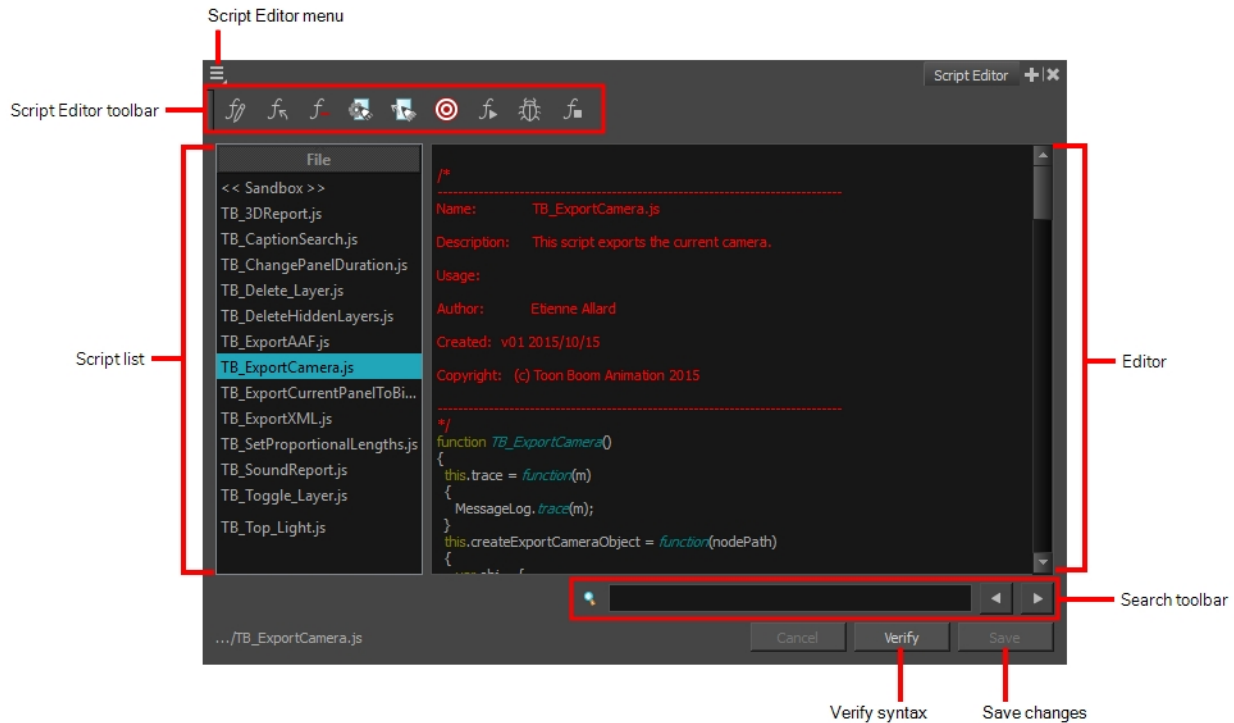 Script Editor menu
Script Editor
Script Editor toolbar
File
<< Sandbox >>
TB_3DReport.js
TB_CaptionSearch.js
TB_ChangePanelDuration.js
TB_Delete_Layer.js
TB_DeleteHiddenLayers.js
TB_ExportAAF.js
TB_ExportCamera.js
TB_ExportCurrentPanelToBi...
TB_ExportXML.js
TB_SetProportionalLengths.js
TB_SoundReport.js
TB_Toggle_Layer.js
TB_Top_Light.js
Script list
/*
--------------------------------------------------------------------------------
Name: TB_ExportCamera.js
Description: This script exports the current camera.
Usage:
Author: Etienne Allard
Created: v01 2015/10/15
Copyright: (c) Toon Boom Animation 2015
--------------------------------------------------------------------------------
*/
function TB_ExportCamera()
{
this.trace = function(m)
{
MessageLog.trace(m);
}
this.createExportCameraObject = function(nodePath)
{
Editor
Search toolbar
.../TB_ExportCamera.js
Cancel
Verify
Save
Verify syntax
Save changes